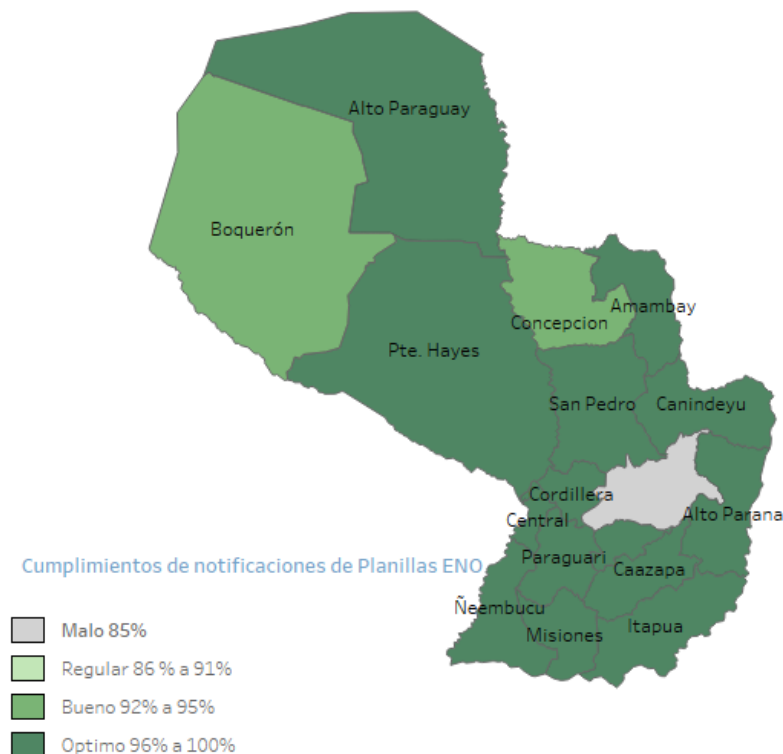 Alto Paraguay
Boquerón
Amambay
Concepcion
Pte. Hayes
San Pedro
Canindeyu
Cordillera
Alto Parana
Central
Paraguari
Caazapa
Cumplimientos de notificaciones de Planillas ENO
Ñeembucu
Misiones
Itapua
Malo 85%
Regular 86 % a 91%
Bueno 92% a 95%
Optimo 96% a 100%